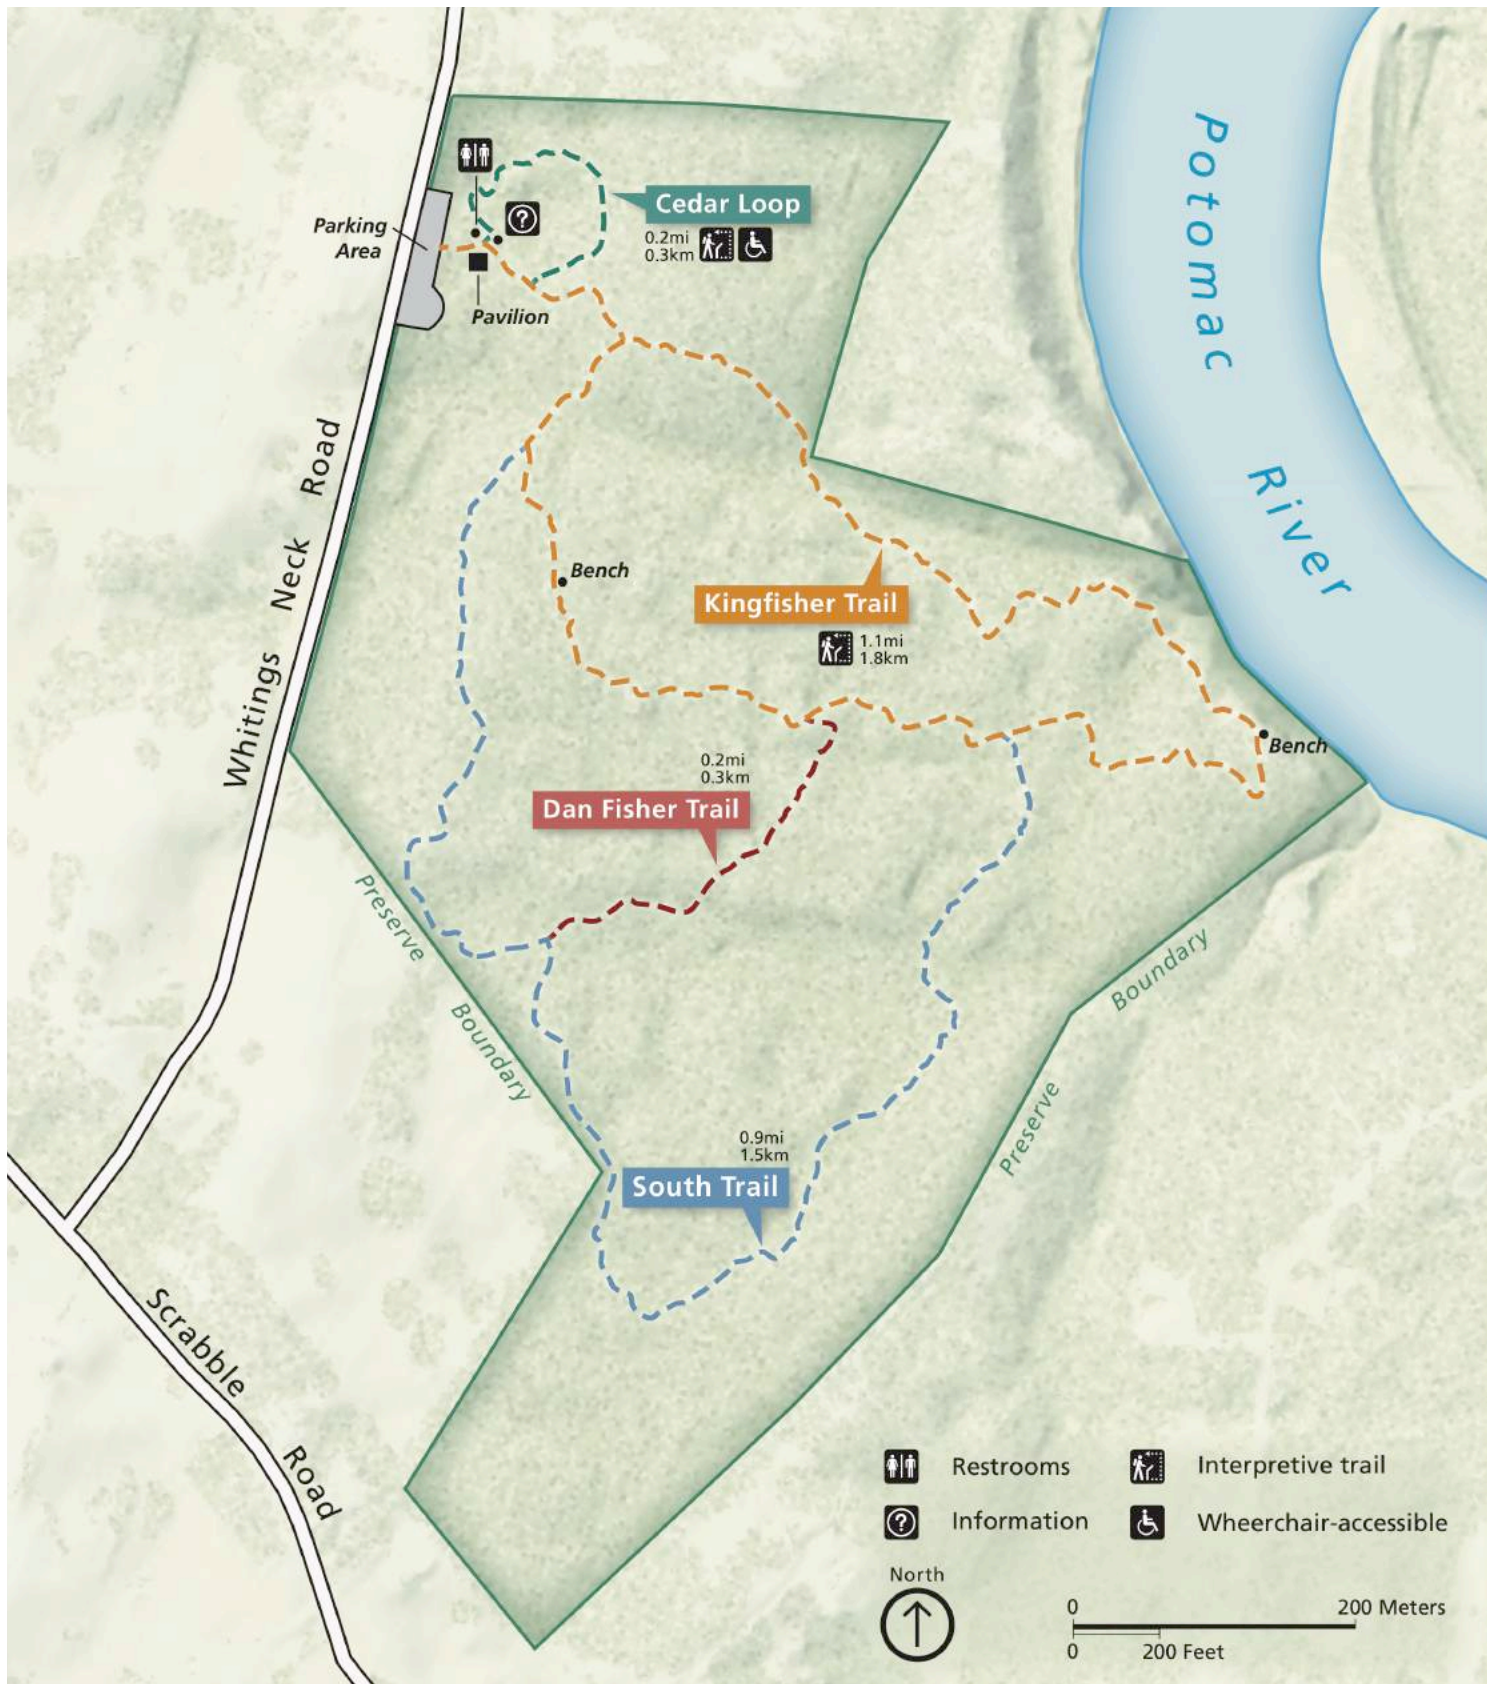 Potomac
River
Cedar Loop
0.2mi
0.3km
Parking
Area
Pavilion
Whitings Neck Road
Bench
Kingfisher Trail
1.1mi
1.8km
Bench
0.2mi
0.3km
Dan Fisher Trail
Preserve
Boundary
Boundary
Preserve
0.9mi
1.5km
South Trail
Scrabble
Road
Restrooms
Interpretive trail
?
Information
Wheerchair-accessible
North
0
200 Meters
0
200 Feet
?